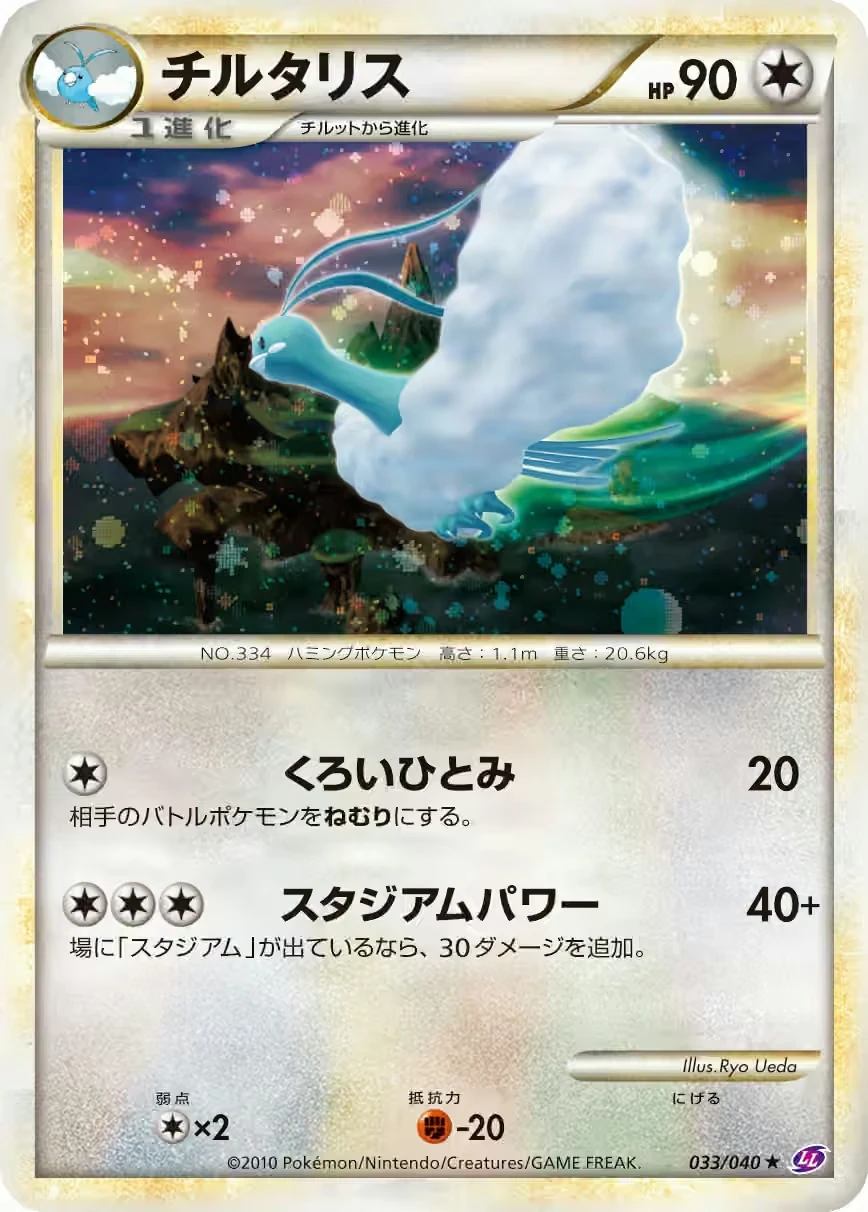 チルタリス HP90
1進化 チルットから進化
NO.334 ハミングポケモン 高さ：1.1m 重さ：20.6kg
くろいひとみ 20
相手のバトルポケモンをねむりにする。
スタジアムパワー 40+
場に「スタジアム」が出ているなら、30ダメージを追加。
Illus.Ryo Ueda
弱点 抵抗力 にげる
×2 -20
©2010 Pokémon/Nintendo/Creatures/GAME FREAK. 033/040 ★ LL